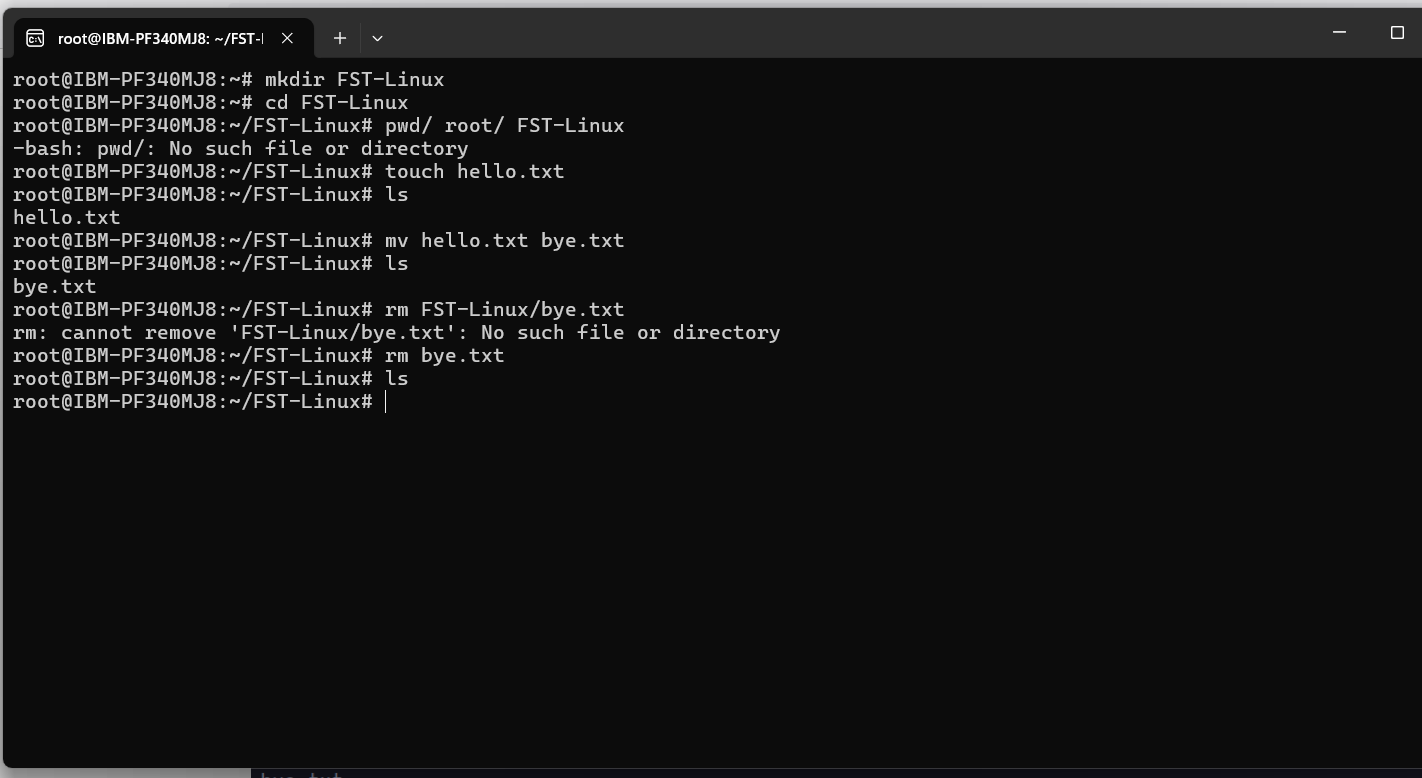 root@IBM-PF340MJ8: ~/FST-
root@IBM-PF340MJ8:~# mkdir FST-Linux
root@IBM-PF340MJ8:~# cd FST-Linux
root@IBM-PF340MJ8:~/FST-Linux# pwd/ root/ FST-Linux
-bash: pwd/: No such file or directory
root@IBM-PF340MJ8:~/FST-Linux# touch hello.txt
root@IBM-PF340MJ8:~/FST-Linux# ls
hello.txt
root@IBM-PF340MJ8:~/FST-Linux# mv hello.txt bye.txt
root@IBM-PF340MJ8:~/FST-Linux# ls
bye.txt
root@IBM-PF340MJ8:~/FST-Linux# rm FST-Linux/bye.txt
rm: cannot remove 'FST-Linux/bye.txt': No such file or directory
root@IBM-PF340MJ8:~/FST-Linux# rm bye.txt
root@IBM-PF340MJ8:~/FST-Linux# ls
root@IBM-PF340MJ8:~/FST-Linux#